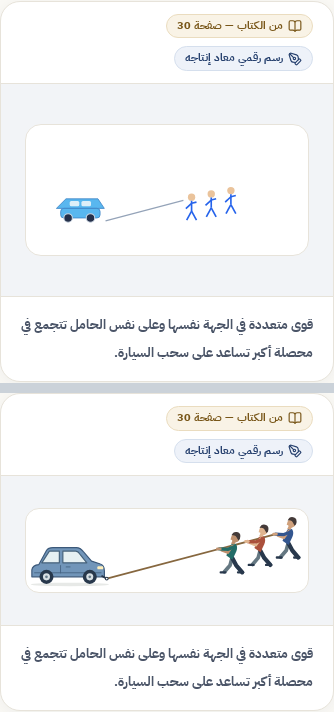 من الكتاب — صفحة 30
رسم رقمي معاد إنتاجه
قوى متعددة في الجهة نفسها وعلى نفس الحامل تتجمع في
محصلة أكبر تساعد على سحب السيارة.
من الكتاب — صفحة 30
رسم رقمي معاد إنتاجه
قوى متعددة في الجهة نفسها وعلى نفس الحامل تتجمع في
محصلة أكبر تساعد على سحب السيارة.